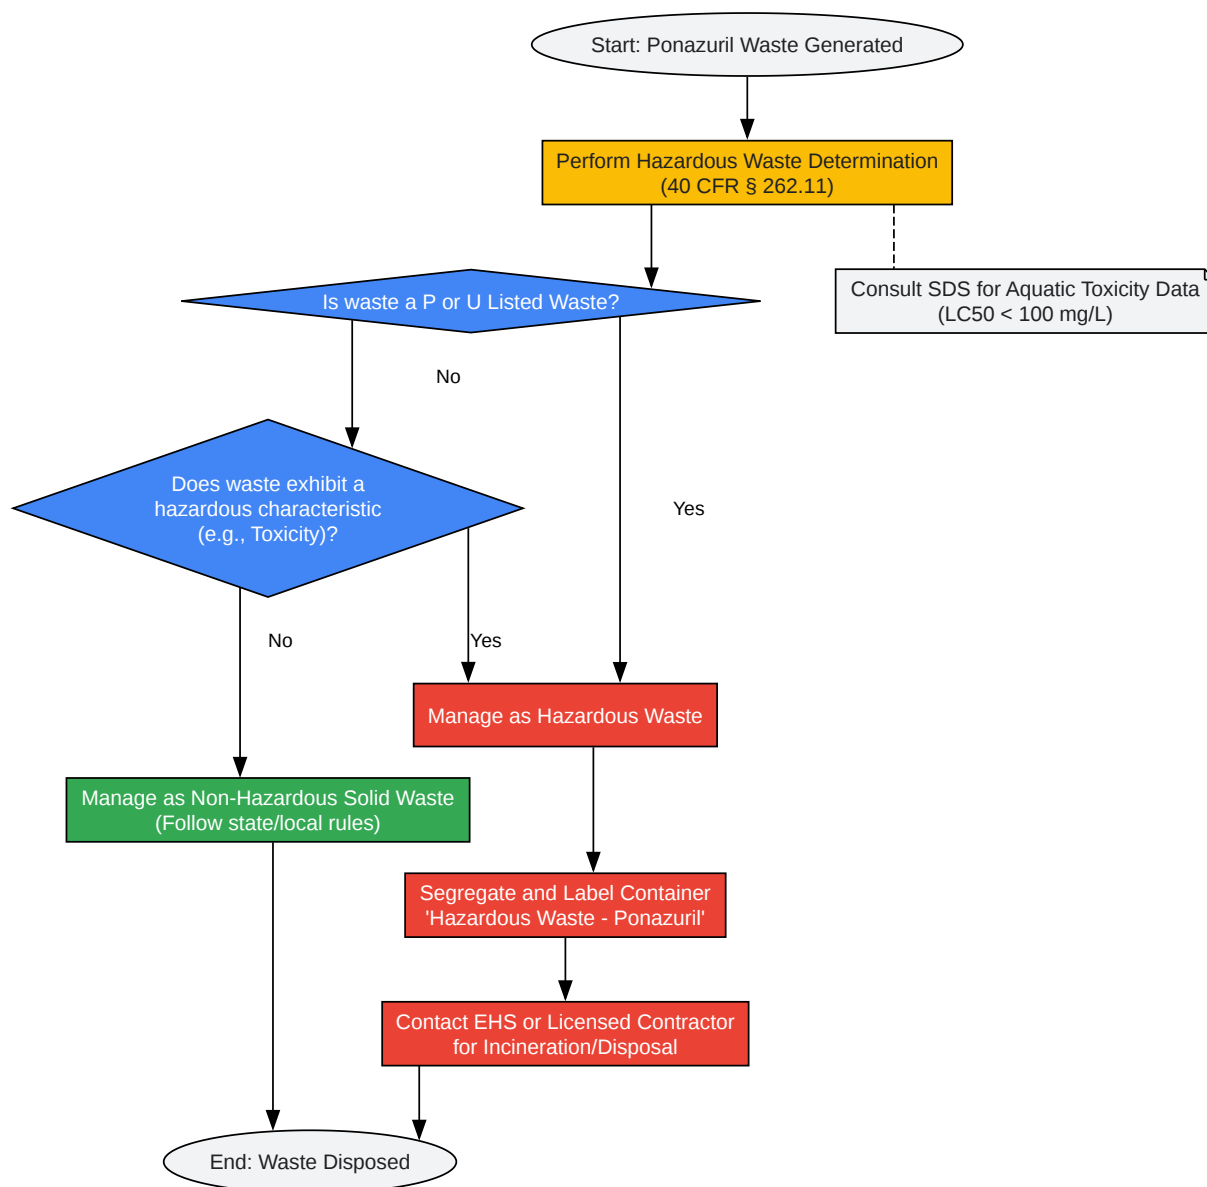 Start: Ponazuril Waste Generated
Perform Hazardous Waste Determination
(40 CFR § 262.11)
Is waste a P or U Listed Waste?
Consult SDS for Aquatic Toxicity Data
(LC50 < 100 mg/L)
No
Does waste exhibit a
hazardous characteristic
(e.g., Toxicity)?
Yes
No
Yes
Manage as Hazardous Waste
Manage as Non-Hazardous Solid Waste
(Follow state/local rules)
Segregate and Label Container
'Hazardous Waste - Ponazuril'
Contact EHS or Licensed Contractor
for Incineration/Disposal
End: Waste Disposed